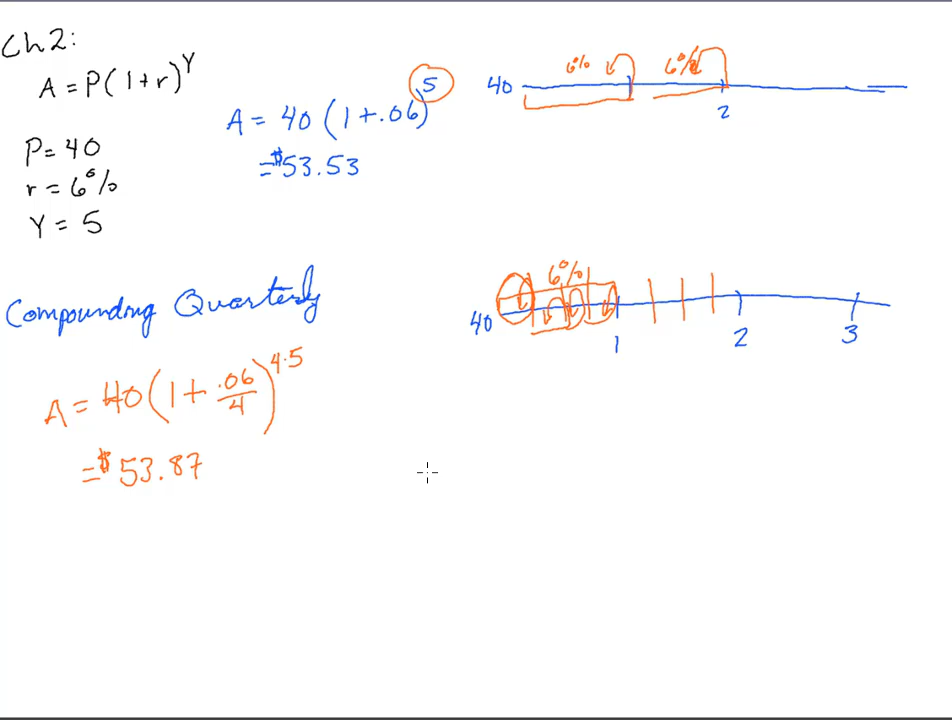 Ch2:
A = P(1+r)^Y
P = 40
r = 6%
Y = 5
A = 40(1+.06)^5
= $53.53
40 6% 6%
2
Compounding Quarterly
A = 40(1+.06/4)^4·5
= $53.87
6%
40
1 2 3